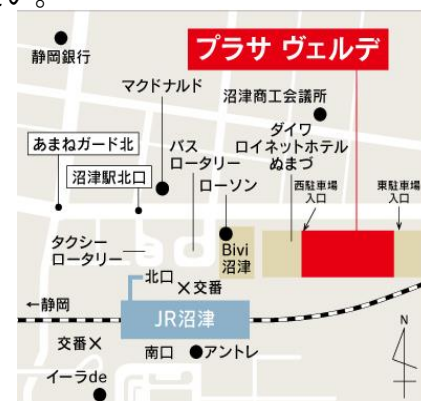 い。
静岡銀行
プラサ ヴェルデ
マクドナルド
沼津商工会議所
あまねガード北
沼津駅北口
バス
ロータリー
ローソン
ダイワ
ロイネットホテル
ぬまづ
西駐車場
入口
東駐車場
入口
タクシー
ロータリー
Bivi
沼津
北口
×交番
←静岡
JR沼津
N
交番×
南口
アントレ
イーラde